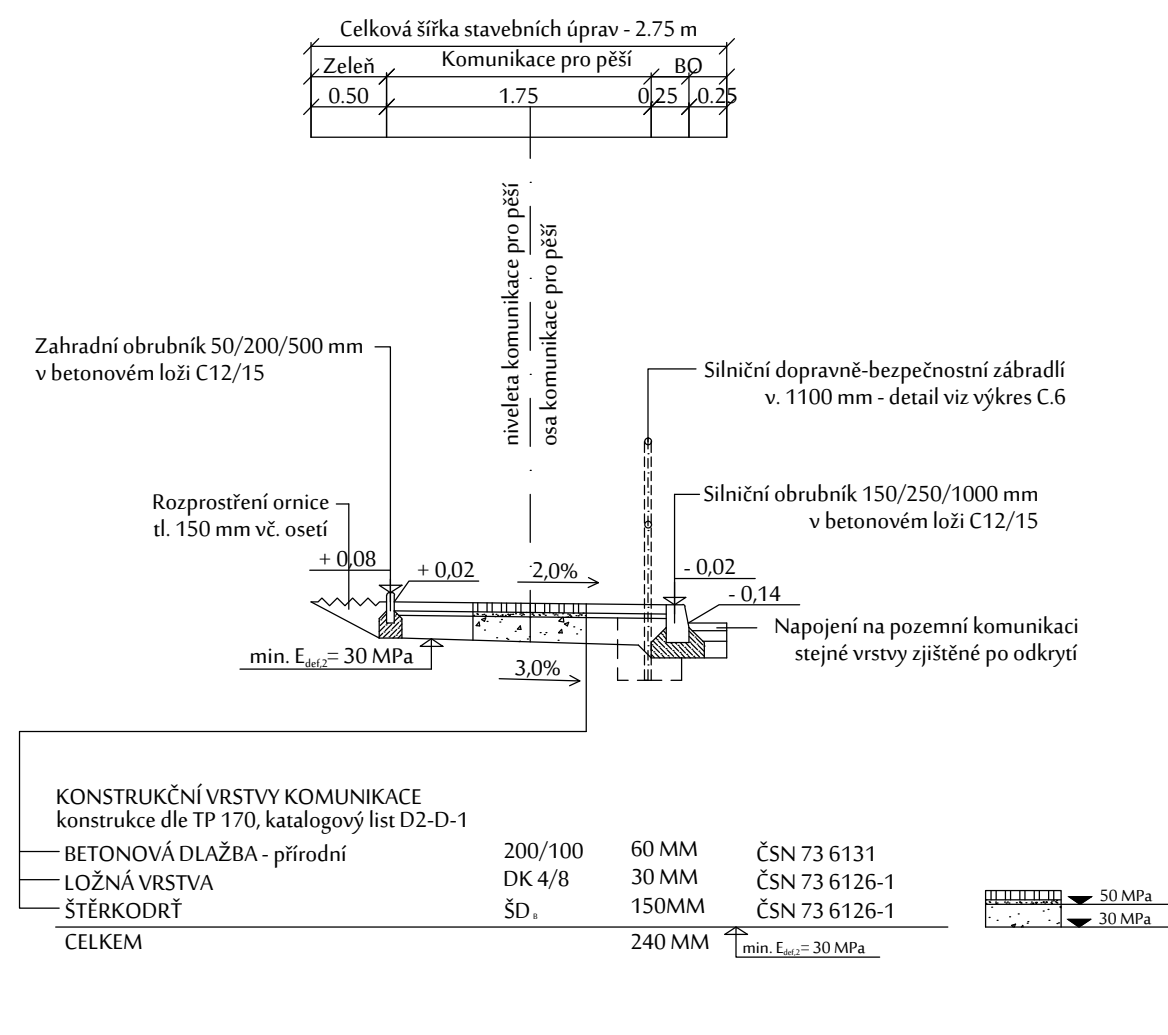 Celková šířka stavebních úprav - 2.75 m
Zeleň
Komunikace pro pěší
BO
0.50
1.75
0.25
0.25
niveleta komunikace pro pěší
osa komunikace pro pěší
Zahradní obrubník 50/200/500 mm
v betonovém loži C12/15
Silniční dopravně-bezpečnostní zábradlí
v. 1100 mm - detail viz výkres C.6
Rozprostření ornice
tl. 150 mm vč. osetí
Silniční obrubník 150/250/1000 mm
v betonovém loži C12/15
+ 0,08
+ 0,02
2,0%
- 0,02
- 0,14
Napojení na pozemní komunikaci
stejné vrstvy zjištěné po odkrytí
min. Edef,2= 30 MPa
3,0%
KONSTRUKČNÍ VRSTVY KOMUNIKACE
konstrukce dle TP 170, katalogový list D2-D-1
BETONOVÁ DLAŽBA - přírodní 200/100 60 MM ČSN 73 6131
LOŽNÁ VRSTVA DK 4/8 30 MM ČSN 73 6126-1
ŠTĚRKODRŤ ŠDB 150MM ČSN 73 6126-1
CELKEM 240 MM
min. Edef,2= 30 MPa
50 MPa
30 MPa